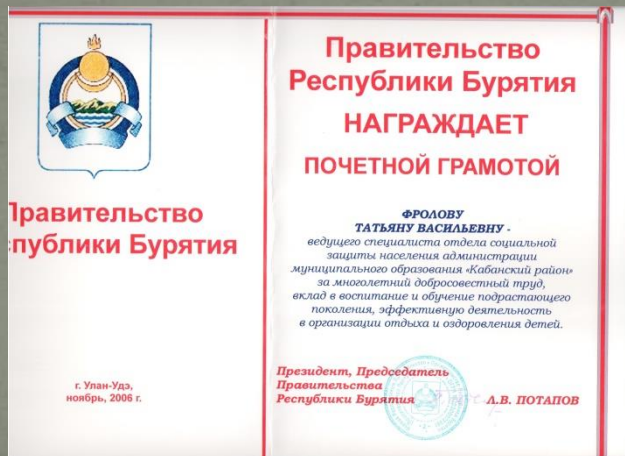 Правительство
Республики Бурятия
г. Улан-Удэ,
ноябрь, 2006 г.
Правительство
Республики Бурятия
НАГРАЖДАЕТ
ПОЧЕТНОЙ ГРАМОТОЙ
ФРОЛОВУ
ТАТЬЯНУ ВАСИЛЬЕВНУ -
ведущего специалиста отдела социальной
защиты населения администрации
муниципального образования «Кабанский район»
за многолетний добросовестный труд,
вклад в воспитание и обучение подрастающего
поколения, эффективную деятельность
в организации отдыха и оздоровления детей.
Президент, Председатель
Правительства
Республики Бурятия Л.В. ПОТАПОВ